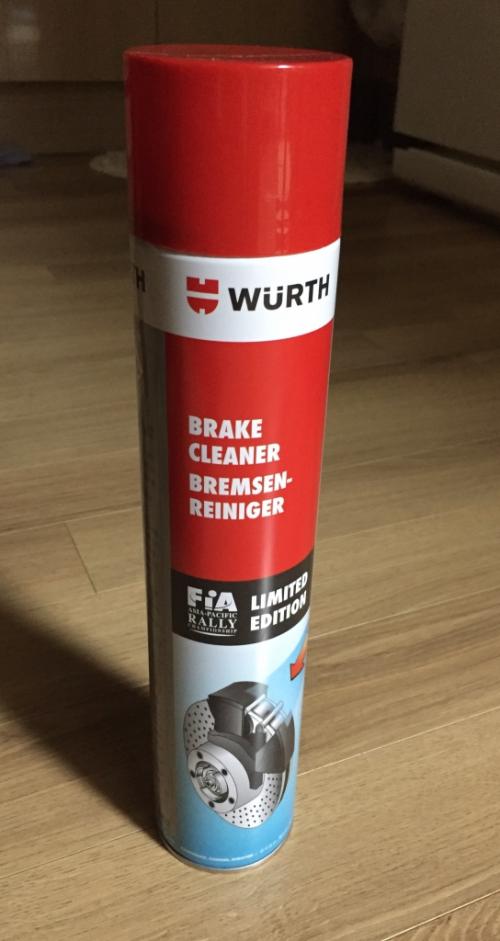 WÜRTH
BRAKE
CLEANER
BREMSEN-
REINIGER
FiA
ASIA-PACIFIC
RALLY
CHAMPIONSHIP
LIMITED
EDITION